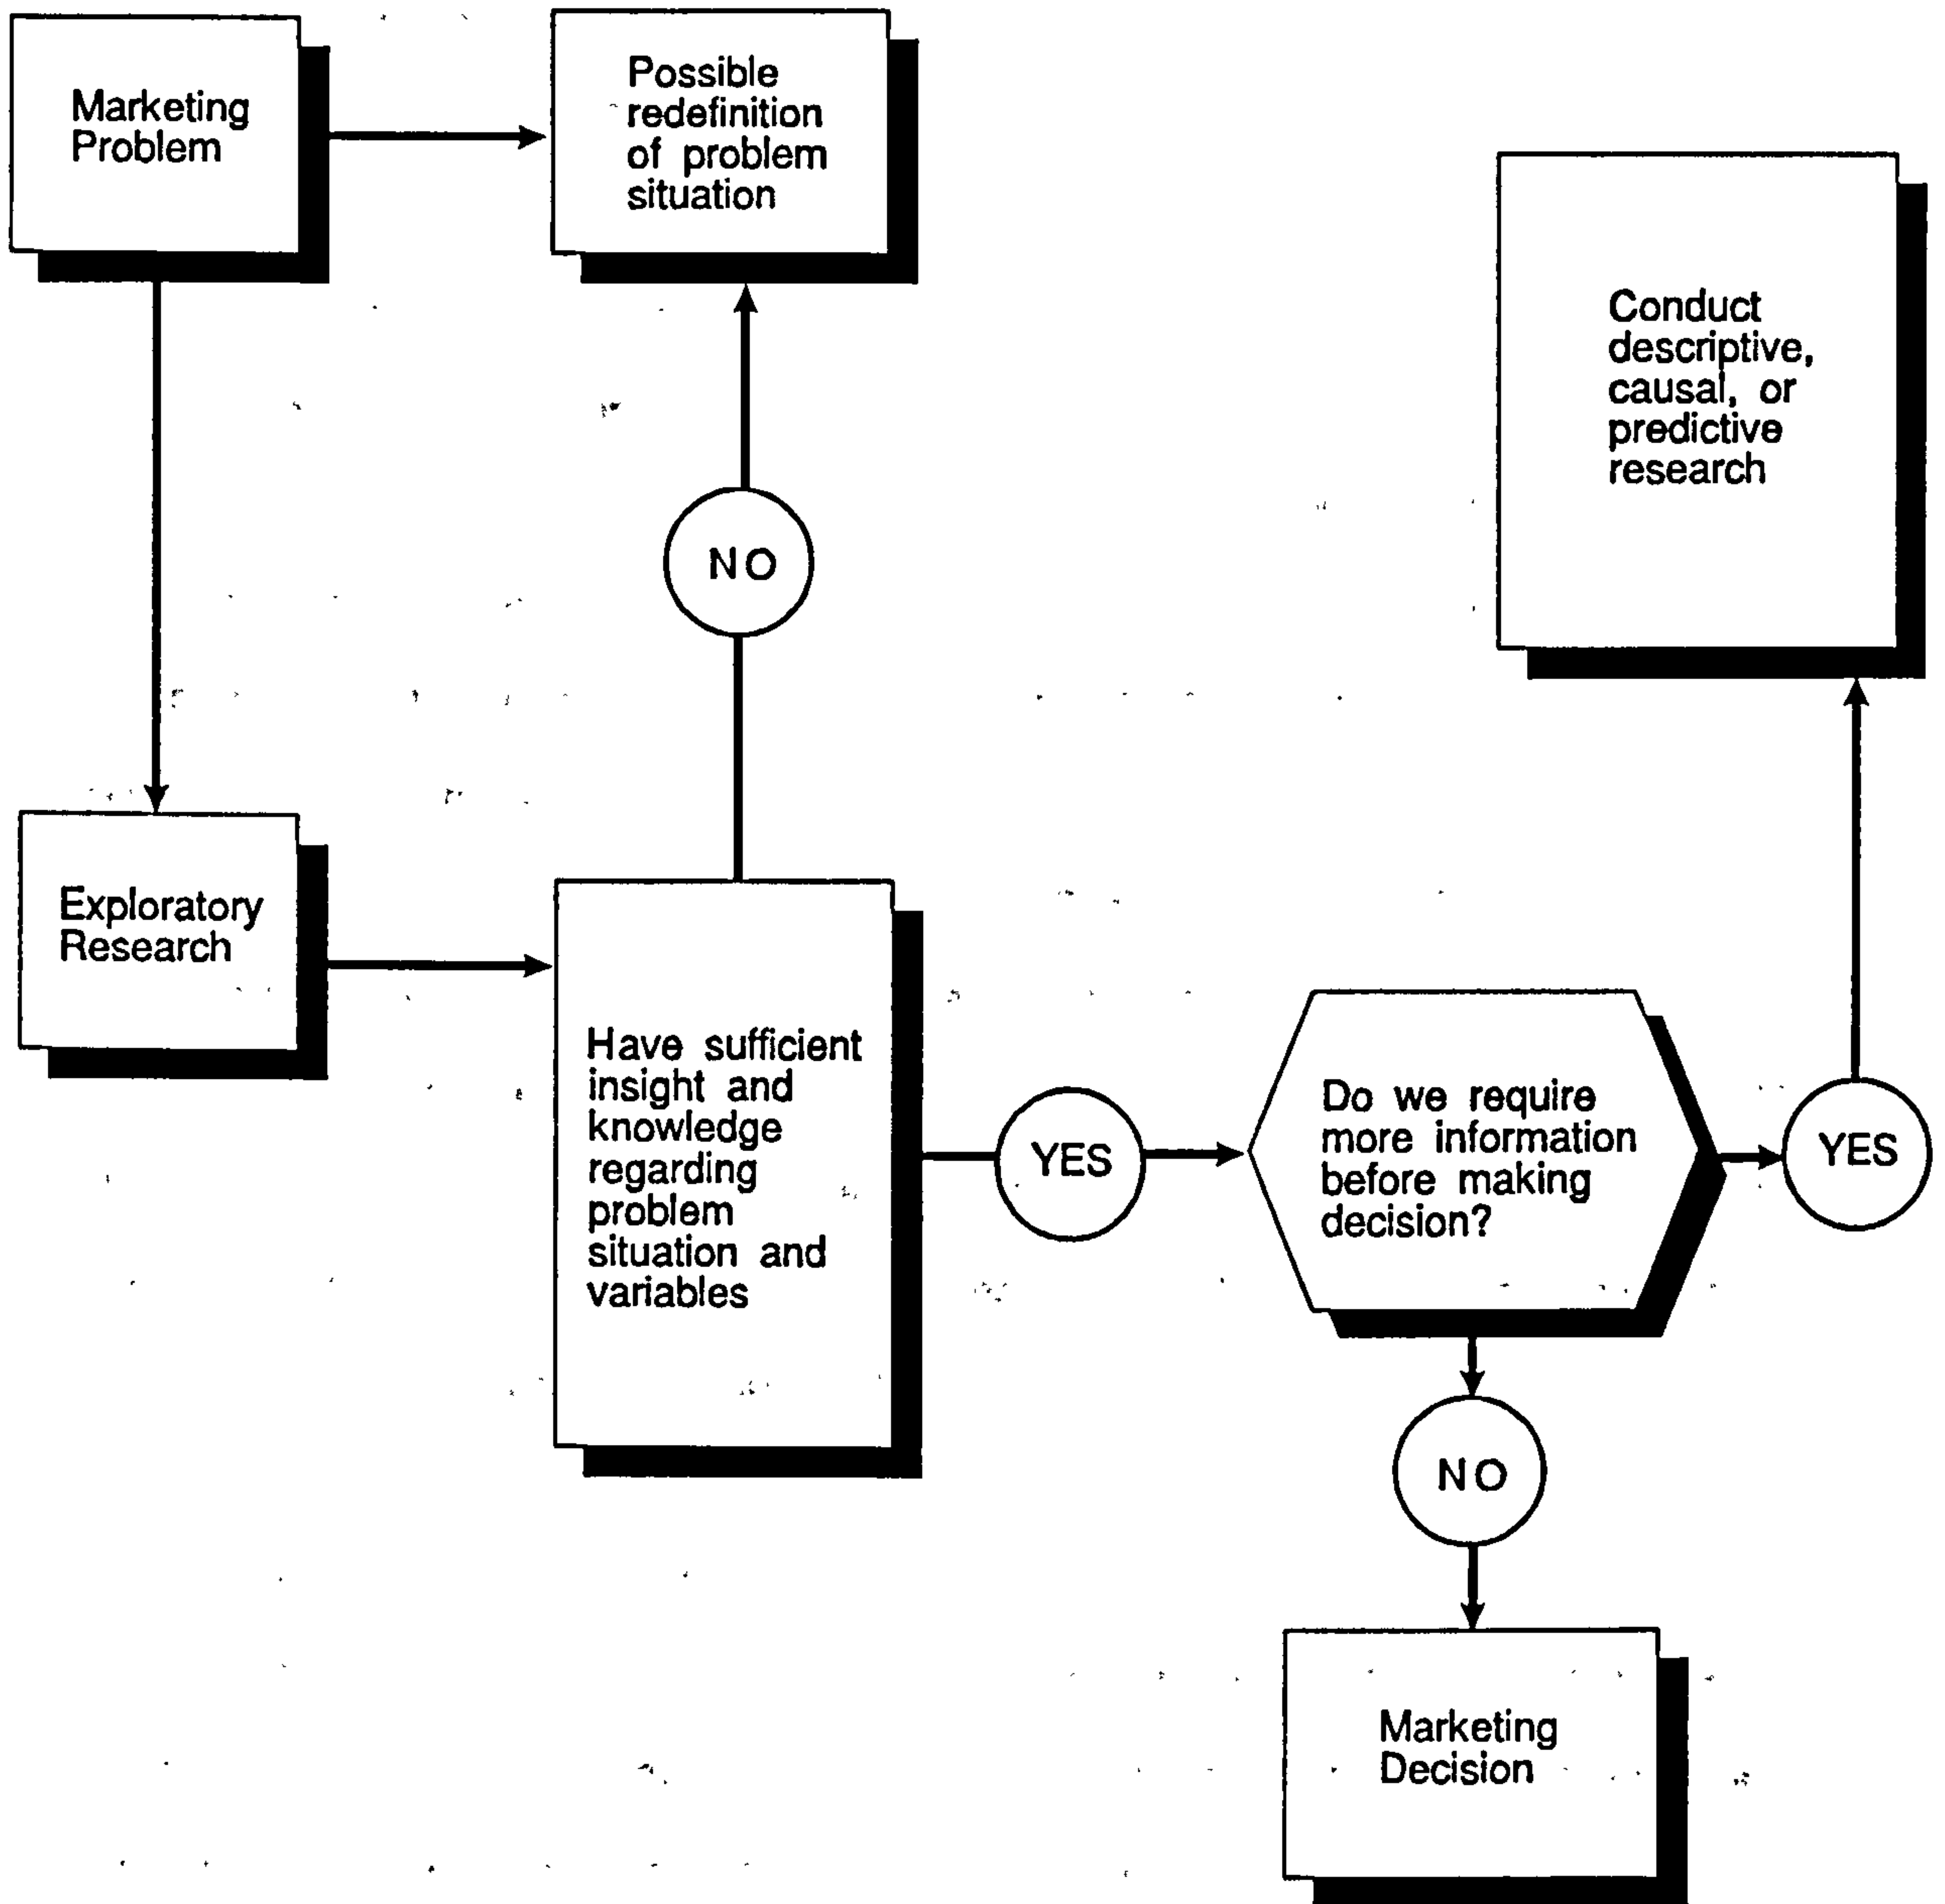 Marketing
Problem
Possible
redefinition
of problem
situation
Conduct
descriptive,
causal, or
predictive
research
NO
Exploratory
Research
Have sufficient
insight and
knowledge
regarding
problem
situation and
variables
YES
Do we require
more information
before making
decision?
YES
NO
Marketing
Decision